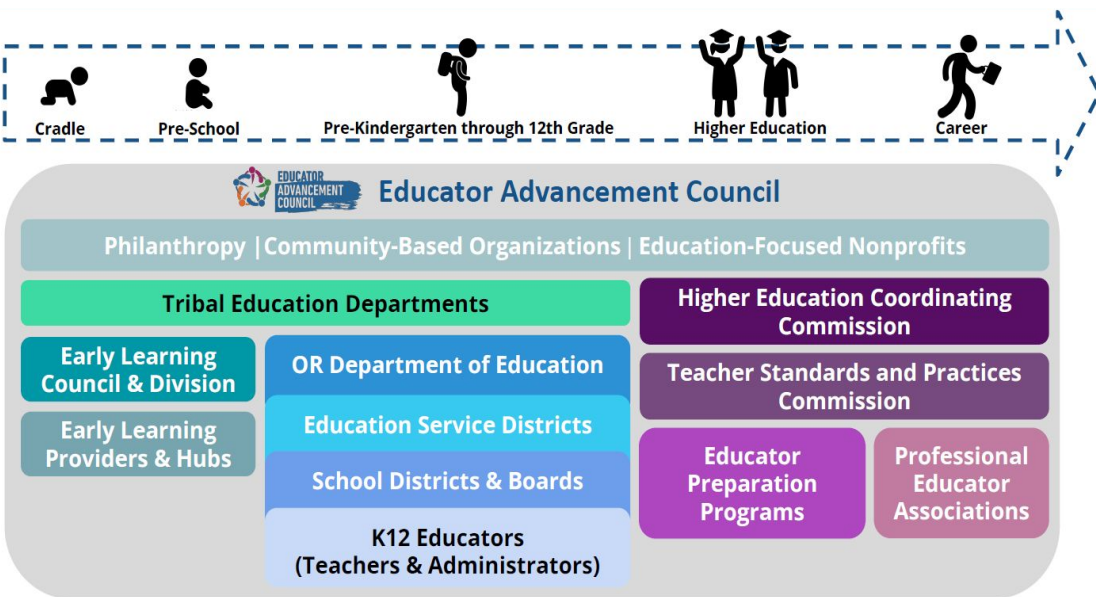 Cradle
Pre-School
Pre-Kindergarten through 12th Grade
Higher Education
Career
EDUCATOR
ADVANCEMENT
COUNCIL
Educator Advancement Council
Philanthropy |Community-Based Organizations | Education-Focused Nonprofits
Tribal Education Departments
Higher Education Coordinating
Commission
Early Learning
Council & Division
OR Department of Education
Teacher Standards and Practices
Commission
Early Learning
Providers & Hubs
Education Service Districts
School Districts & Boards
K12 Educators
(Teachers & Administrators)
Educator
Preparation
Programs
Professional
Educator
Associations